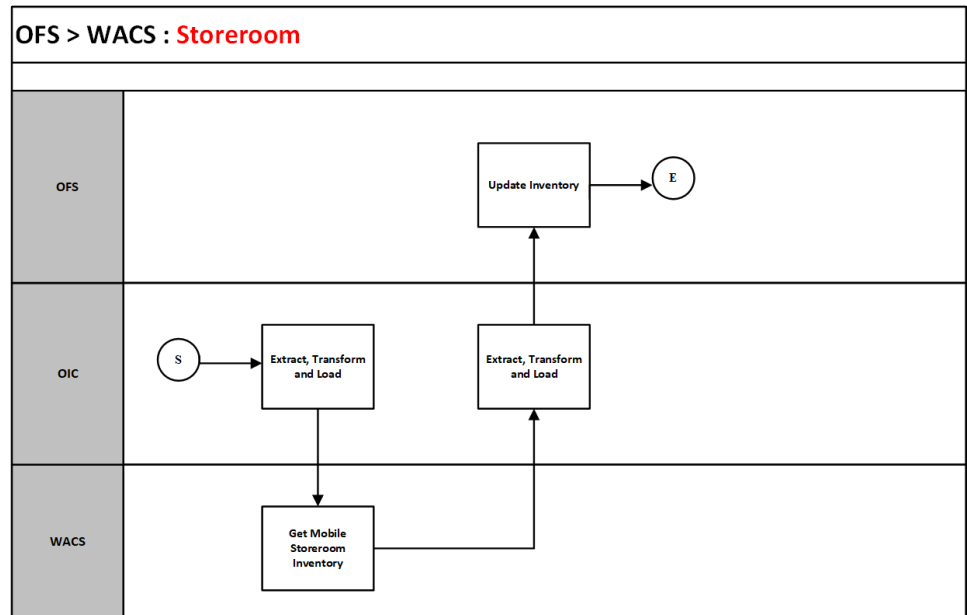 OFS > WACS : Storeroom
OFS
Update Inventory
E
OIC
S
Extract, Transform
and Load
Extract, Transform
and Load
WACS
Get Mobile
Storeroom
Inventory